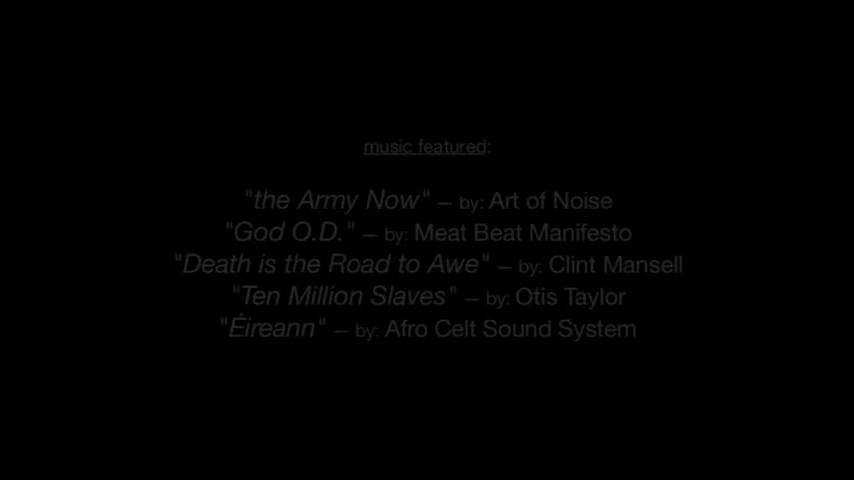 music featured:
"the Army Now" – by: Art of Noise
"God O.D." – by: Meat Beat Manifesto
"Death is the Road to Awe" – by: Clint Mansell
"Ten Million Slaves" – by: Otis Taylor
"Éireann" – by: Afro Celt Sound System